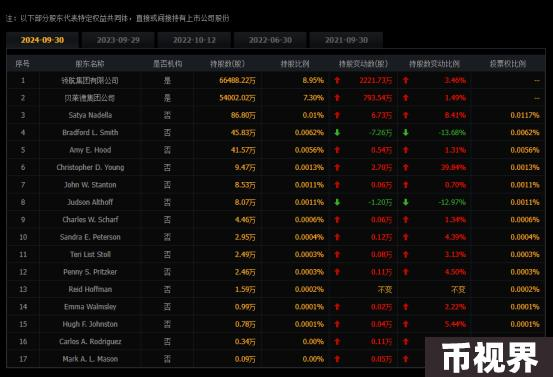 注：以下部分股东代表特定权益共同体，直接或间接持有上市公司股份
2024-09-30 2023-09-29 2022-10-12 2022-06-30 2021-09-30
序号 股东名称 是否机构 持股数(股) 持股比例 持股变动数(股) 持股数变动比例 投票权比例
1 领航集团有限公司 是 66488.22万 8.95% 2221.73万 3.46% --
2 贝莱德集团公司 是 54002.02万 7.30% 793.54万 1.49% --
3 Satya Nadella 否 86.80万 0.01% 6.73万 8.41% 0.0117%
4 Bradford L. Smith 否 45.83万 0.0062% -7.26万 -13.68% 0.0062%
5 Amy E. Hood 否 41.57万 0.0056% 0.54万 1.31% 0.0056%
6 Christopher D. Young 否 9.47万 0.0013% 2.70万 39.84% 0.0013%
7 John W. Stanton 否 8.53万 0.0011% 0.06万 0.70% 0.0011%
8 Judson Althoff 否 8.07万 0.0011% -1.20万 -12.97% 0.0011%
9 Charles W. Scharf 否 4.46万 0.0006% 0.06万 1.34% 0.0006%
10 Sandra E. Peterson 否 2.95万 0.0004% 0.12万 4.39% 0.0004%
11 Teri List Stoll 否 2.49万 0.0003% 0.08万 3.13% 0.0003%
12 Penny S. Pritzker 否 2.46万 0.0003% 0.11万 4.50% 0.0003%
13 Reid Hoffman 否 1.59万 0.0002% 不变 不变 0.0002%
14 Emma Walmsley 否 0.99万 0.0001% 0.02万 2.22% 0.0001%
15 Hugh F. Johnston 否 0.78万 0.0001% 0.04万 5.44% 0.0001%
16 Carlos A. Rodriguez 否 0.34万 0.00% 0.11万
17 Mark A. L. Mason 否 0.09万 0.00% 0.05万
币视界